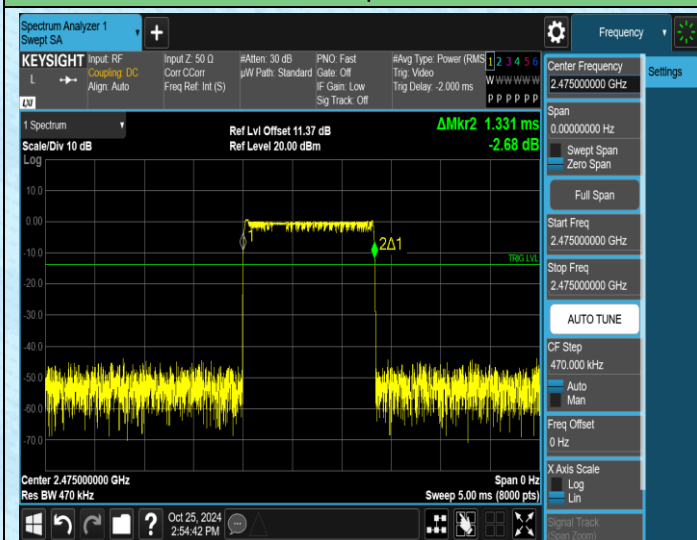 Spectrum Analyzer 1
Swept SA
Frequency
KEYSIGHT
L
Input: RF
Coupling: DC
Align: Auto
Input Z: 50 Ω
Corr CCorr
Freq Ref: Int (S)
#Atten: 30 dB
µW Path: Standard
PNO: Fast
Gate: Off
IF Gain: Low
Sig Track: Off
#Avg Type: Power (RMS
Trig: Video
Trig Delay: -2.000 ms
1 2 3 4 5 6
W W W W W W
P P P P P P
Center Frequency
2.475000000 GHz
Settings
Span
0.00000000 Hz
Swept Span
Zero Span
Full Span
Start Freq
2.475000000 GHz
Stop Freq
2.475000000 GHz
AUTO TUNE
CF Step
470.000 kHz
Auto
Man
Freq Offset
0 Hz
X Axis Scale
Log
Lin
Signal Track
(Span Zoom)
1 Spectrum
Scale/Div 10 dB
Log
Ref Lvl Offset 11.37 dB
Ref Level 20.00 dBm
ΔMkr2 1.331 ms
-2.68 dB
10.0
0.00
-10.0
-20.0
-30.0
-40.0
-50.0
-60.0
-70.0
1
2Δ1
TRIG LVL
Center 2.475000000 GHz
Res BW 470 kHz
Span 0 Hz
Sweep 5.00 ms (8000 pts)
?
Oct 25, 2024
2:54:42 PM